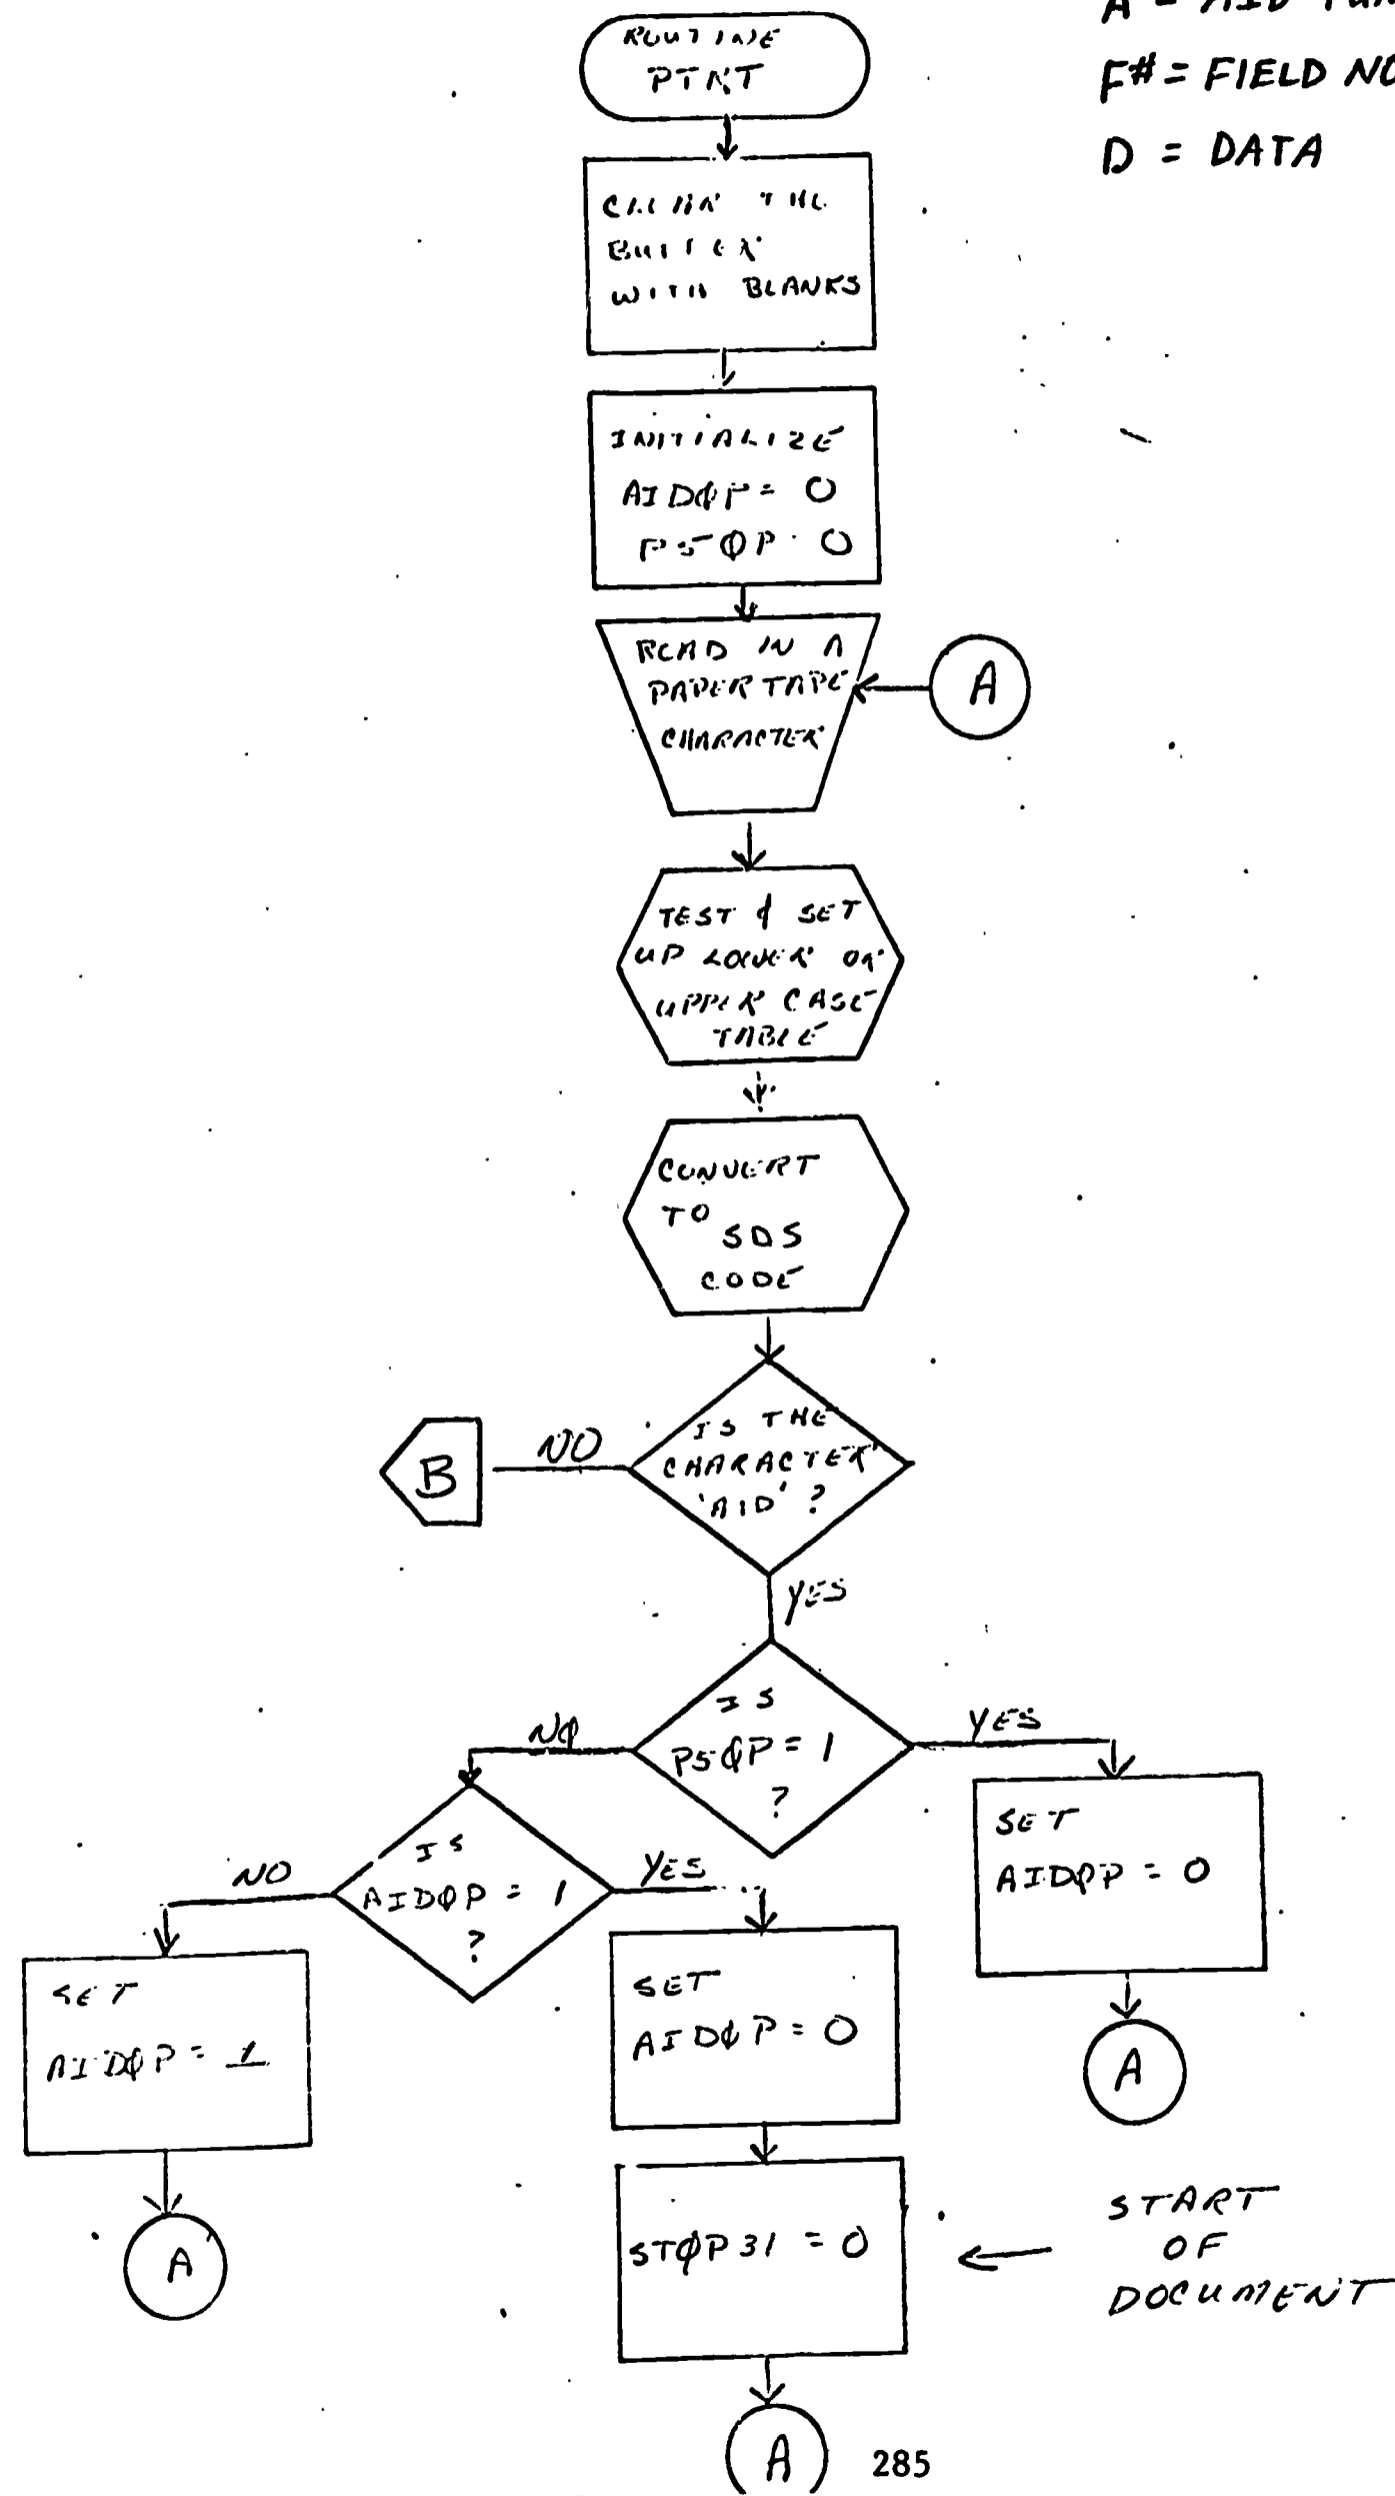 A = AID
F# = FIELD
D = DATA
ROUTINE
PTNT
CLEAR THE
BUFFER
WITH BLANKS
INITIALIZE
AIDØP = 0
PSØP 0
READ IN A
PAPER TAPE
CHARACTER
A
TEST & SET
UP LOWER OR
UPPER CASE
TABLE
CONVERT
TO
SDS
CODE
IS THE
CHARACTER
'AID' ?
NO
B
YES
IS
PSØP = 1
?
NØ
YES
SET
AIDØP = 0
A
IS
AIDØP = 1
?
NO
YES
SET
AIDØP = 1
A
SET
AIDØP = 0
STØP31 = 0
START
OF
DOCUMENT
A
285